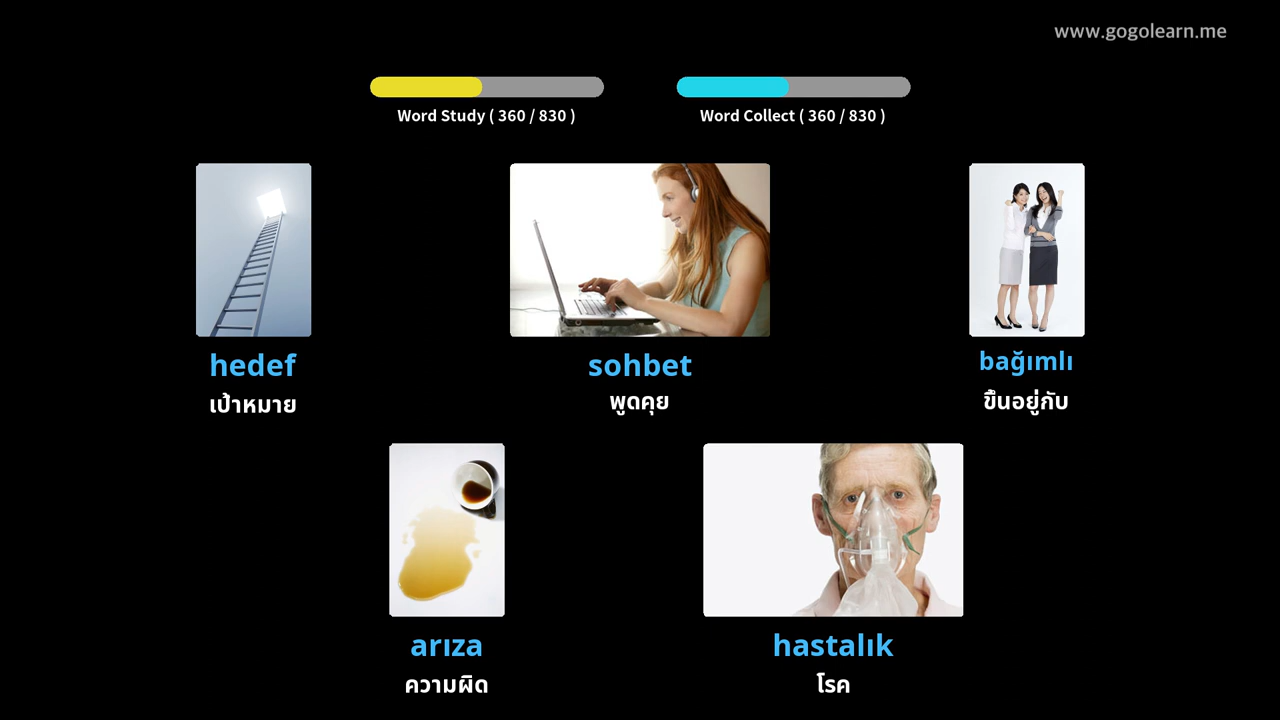 www.gogolearn.me
Word Study ( 360 / 830 )
Word Collect ( 360 / 830 )
hedef
เป้าหมาย
sohbet
พูดคุย
bağımlı
ขึ้นอยู่กับ
arıza
ความผิด
hastalık
โรค